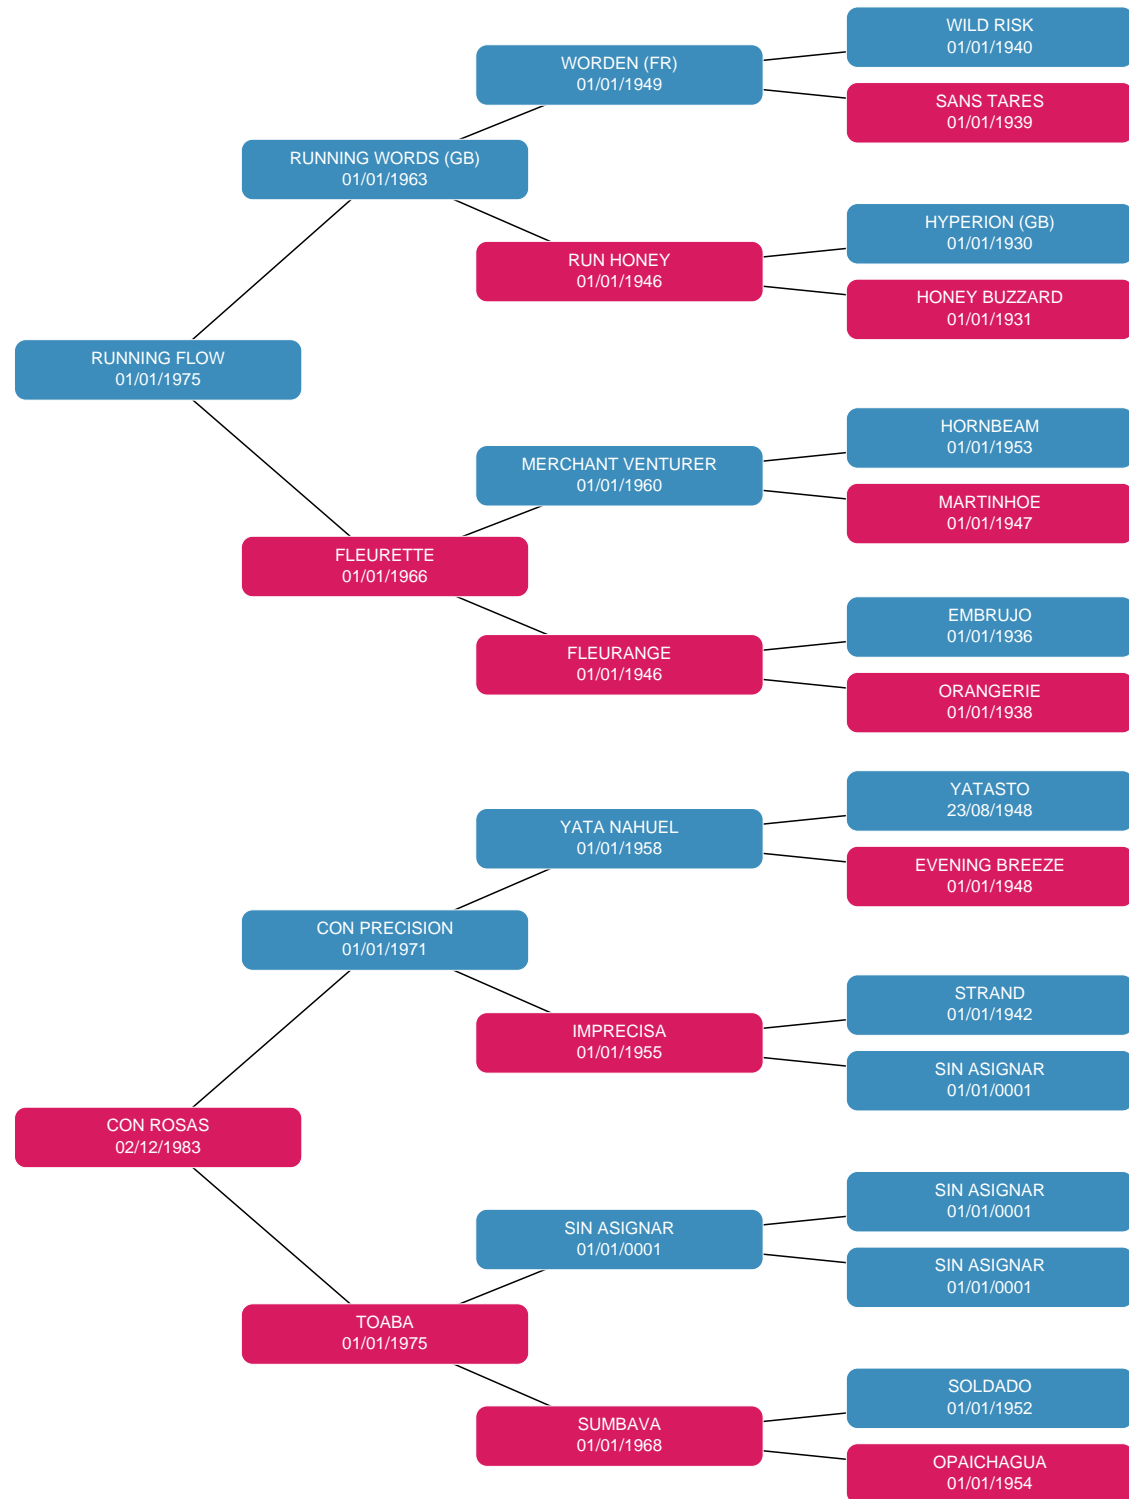 WILD RISK
01/01/1940
WORDEN (FR)
01/01/1949
SANS TARES
01/01/1939
RUNNING WORDS (GB)
01/01/1963
HYPERION (GB)
01/01/1930
RUN HONEY
01/01/1946
HONEY BUZZARD
01/01/1931
RUNNING FLOW
01/01/1975
HORNBEAM
01/01/1953
MERCHANT VENTURER
01/01/1960
MARTINHOE
01/01/1947
FLEURETTE
01/01/1966
EMBRUJO
01/01/1936
FLEURANGE
01/01/1946
ORANGERIE
01/01/1938
YATASTO
23/08/1948
YATA NAHUEL
01/01/1958
EVENING BREEZE
01/01/1948
CON PRECISION
01/01/1971
STRAND
01/01/1942
IMPRECISA
01/01/1955
SIN ASIGNAR
01/01/0001
CON ROSAS
02/12/1983
SIN ASIGNAR
01/01/0001
SIN ASIGNAR
01/01/0001
SIN ASIGNAR
01/01/0001
TOABA
01/01/1975
SOLDADO
01/01/1952
SUMBAVA
01/01/1968
OPAICHAGUA
01/01/1954